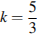 k = 5/3